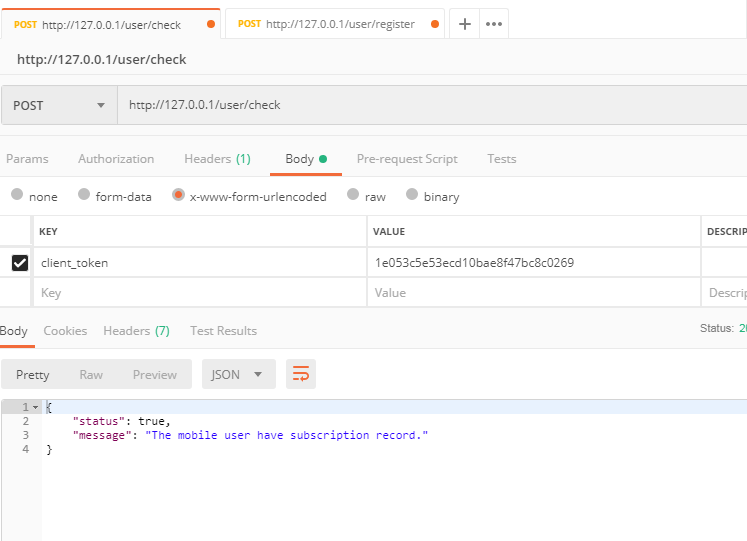 POST http://127.0.0.1/user/check POST http://127.0.0.1/user/register + •••
http://127.0.0.1/user/check
POST http://127.0.0.1/user/check
Params Authorization Headers (1) Body Pre-request Script Tests
none form-data x-www-form-urlencoded raw binary
KEY VALUE DESCRIP
client_token 1e053c5e53ecd10bae8f47bc8c0269
Key Value Descrip
Body Cookies Headers (7) Test Results Status: 20
Pretty Raw Preview JSON
1 {
2 "status": true,
3 "message": "The mobile user have subscription record."
4 }